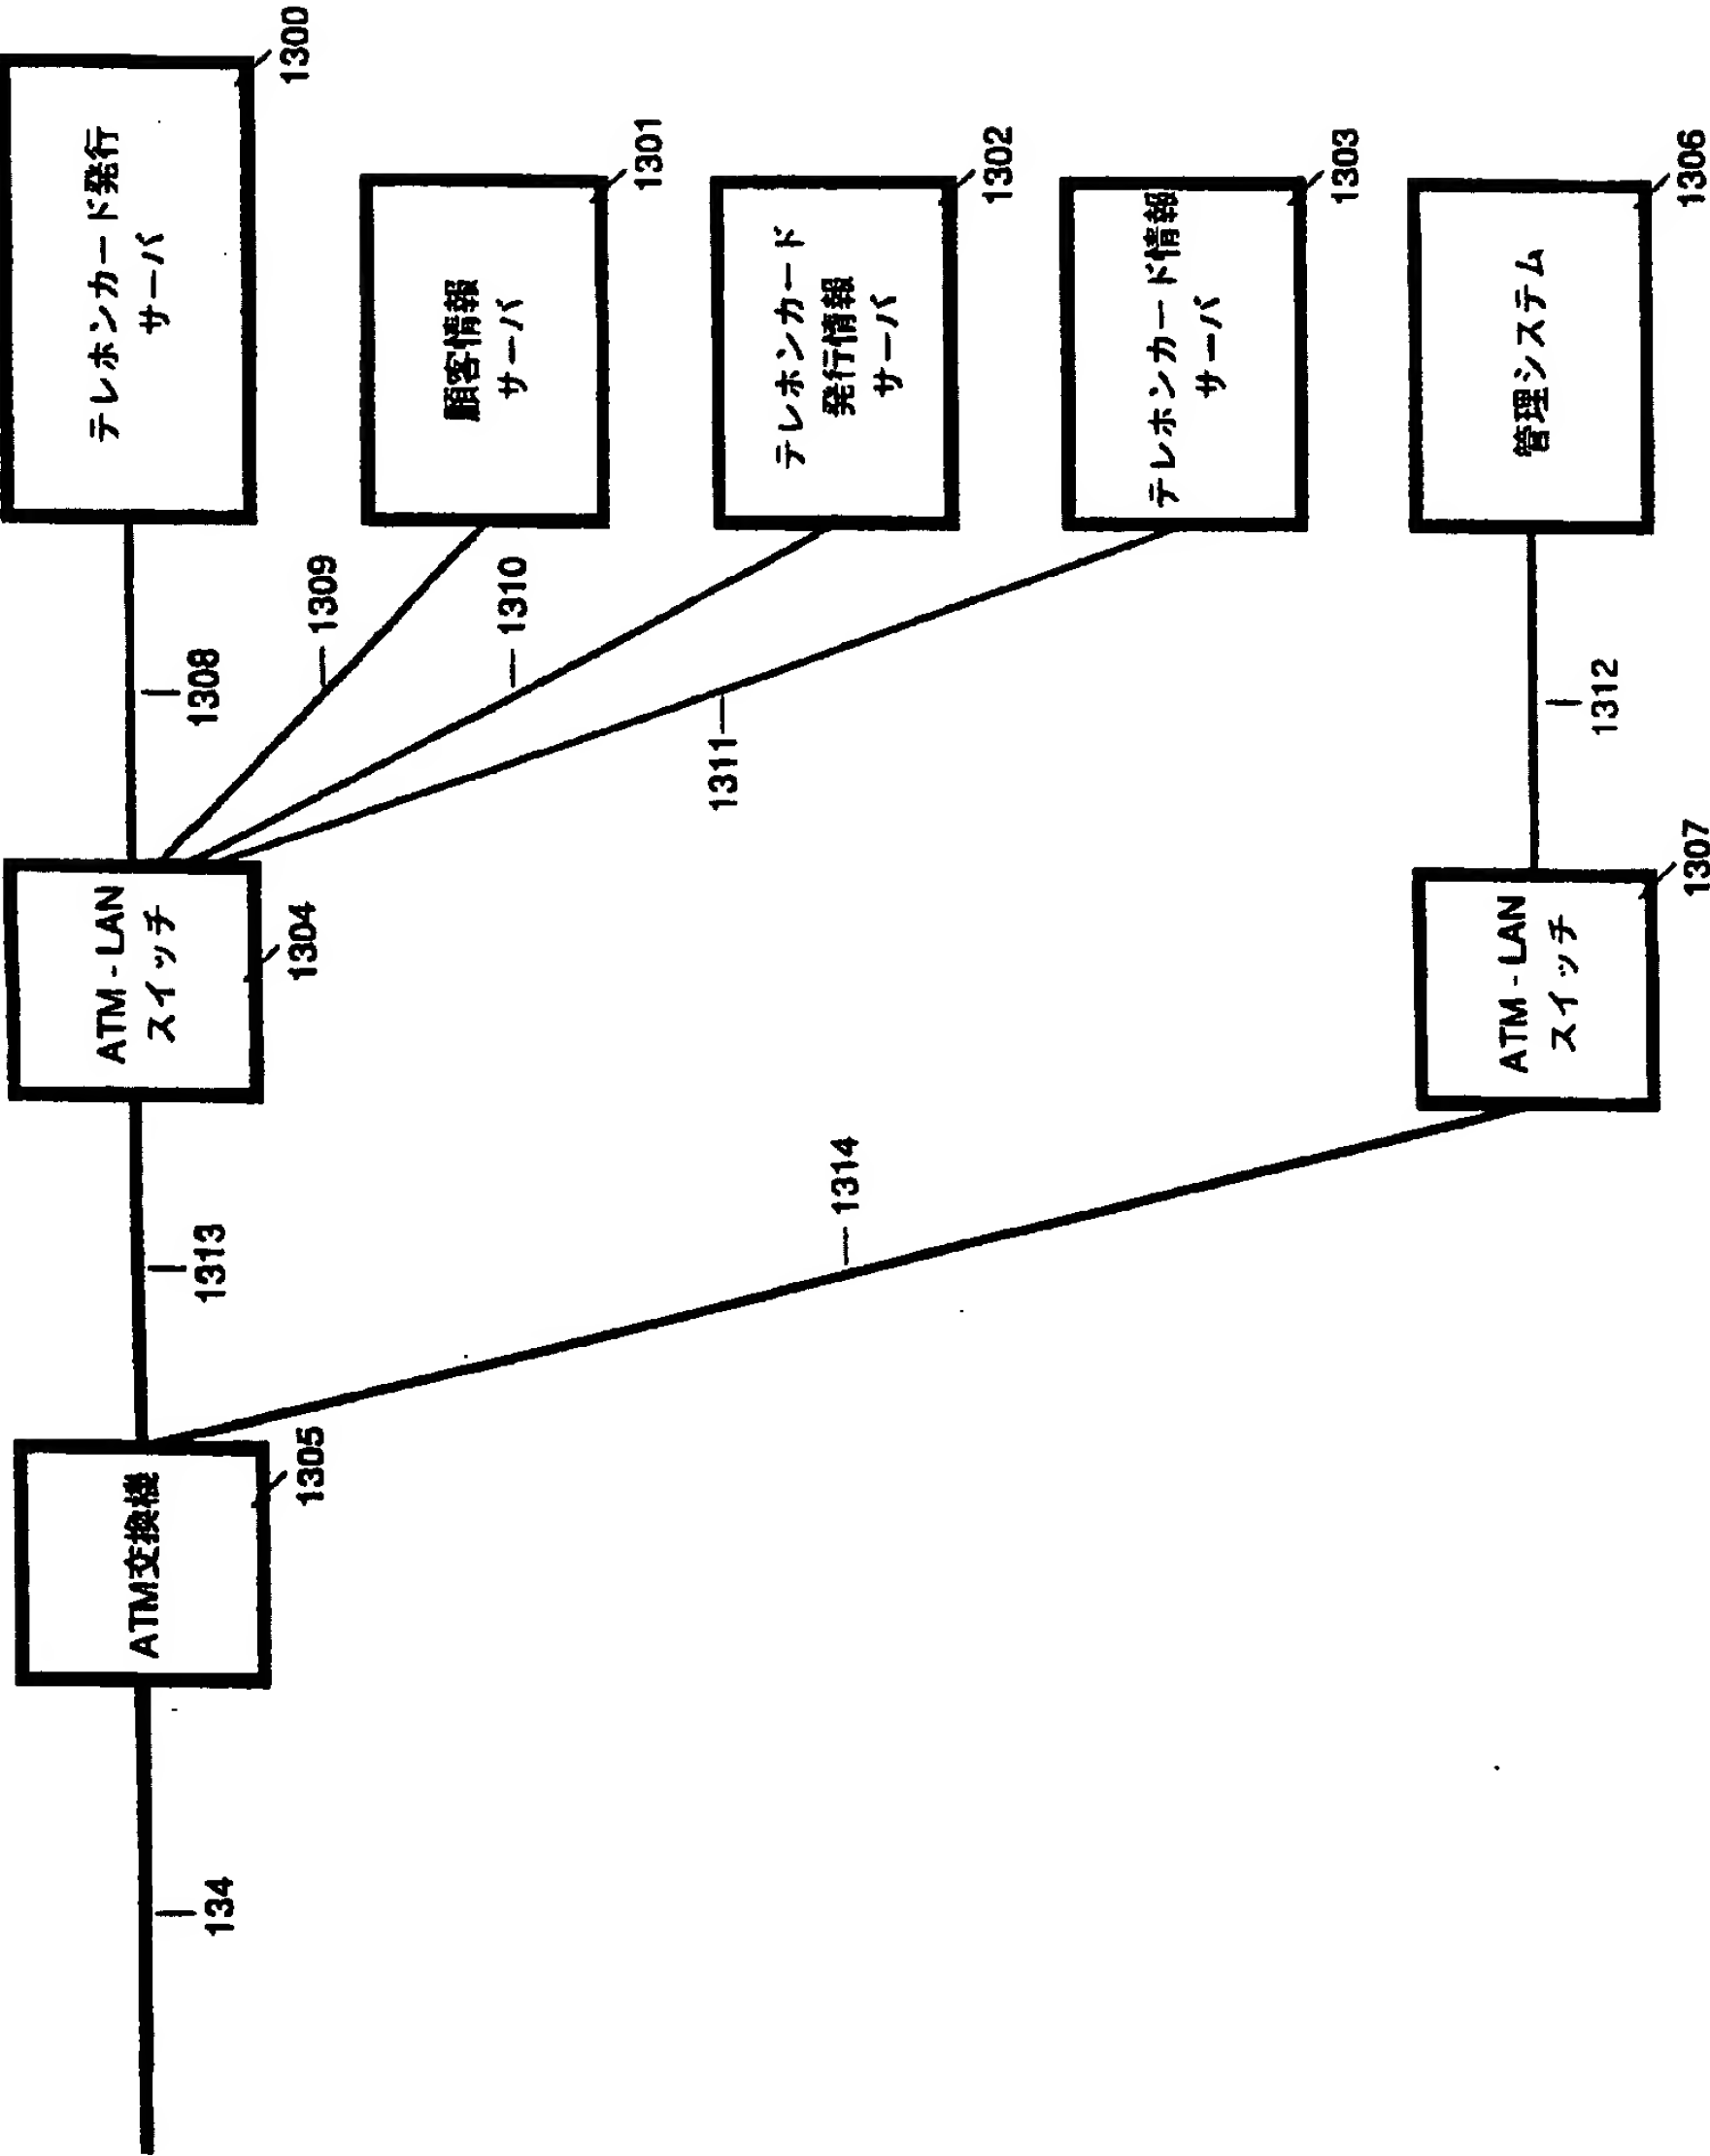 テレホンカード発行
サーバ
1300
1308
顧客情報
サーバ
1301
1309
テレホンカード
発行情報
サーバ
1302
1310
テレホンカード情報
サーバ
1303
1311
管理システム
1306
1312
ATM-LAN
スイッチ
1304
ATM-LAN
スイッチ
1307
1313
1314
ATM交換機
1305
134